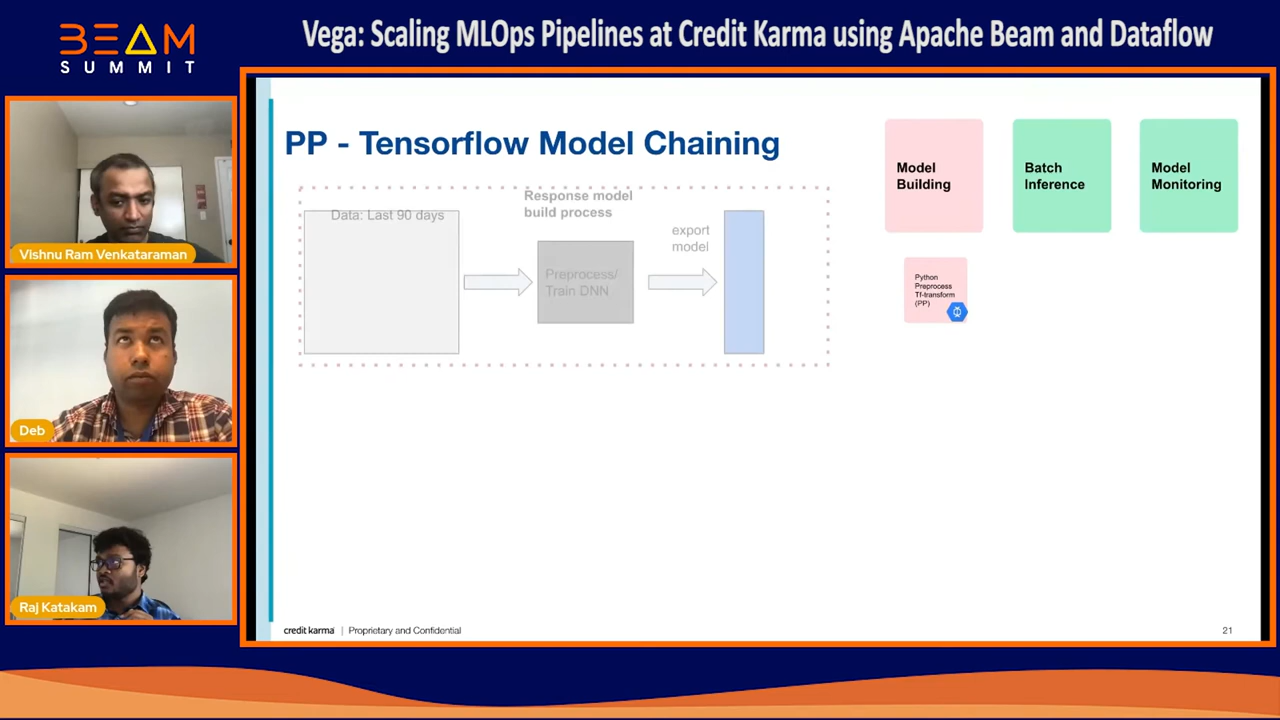 BEAM
SUMMIT
Vega: Scaling MLOps Pipelines at Credit Karma using Apache Beam and Dataflow
Vishnu Ram Venkataraman
Deb
Raj Katakam
PP - Tensorflow Model Chaining
Data: Last 90 days
Response model
build process
Preprocess/
Train DNN
export
model
Model
Building
Batch
Inference
Model
Monitoring
Python
Preprocess
Tf-transform
(PP)
credit karma | Proprietary and Confidential
21